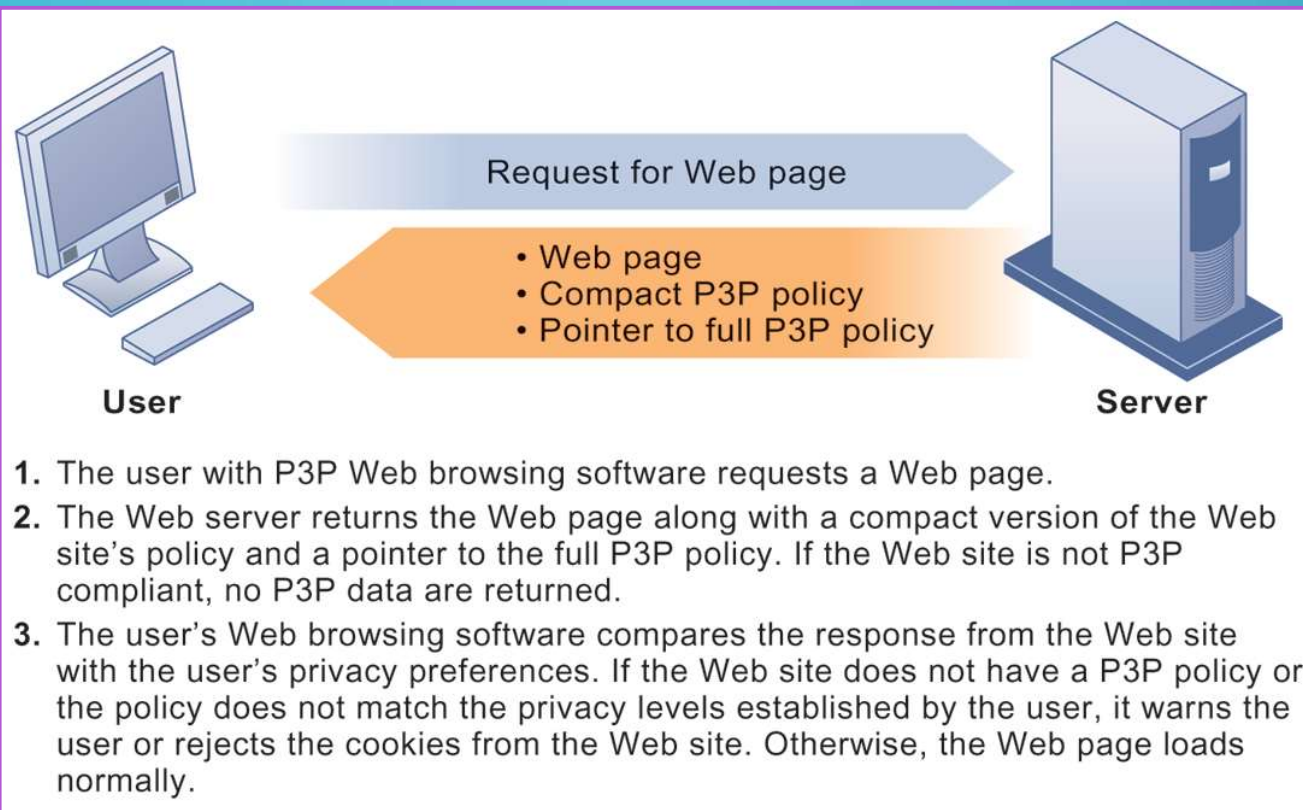 Request for Web page
• Web page
• Compact P3P policy
• Pointer to full P3P policy
User
Server
1. The user with P3P Web browsing software requests a Web page.
2. The Web server returns the Web page along with a compact version of the Web
site's policy and a pointer to the full P3P policy. If the Web site is not P3P
compliant, no P3P data are returned.
3. The user's Web browsing software compares the response from the Web site
with the user's privacy preferences. If the Web site does not have a P3P policy or
the policy does not match the privacy levels established by the user, it warns the
user or rejects the cookies from the Web site. Otherwise, the Web page loads
normally.